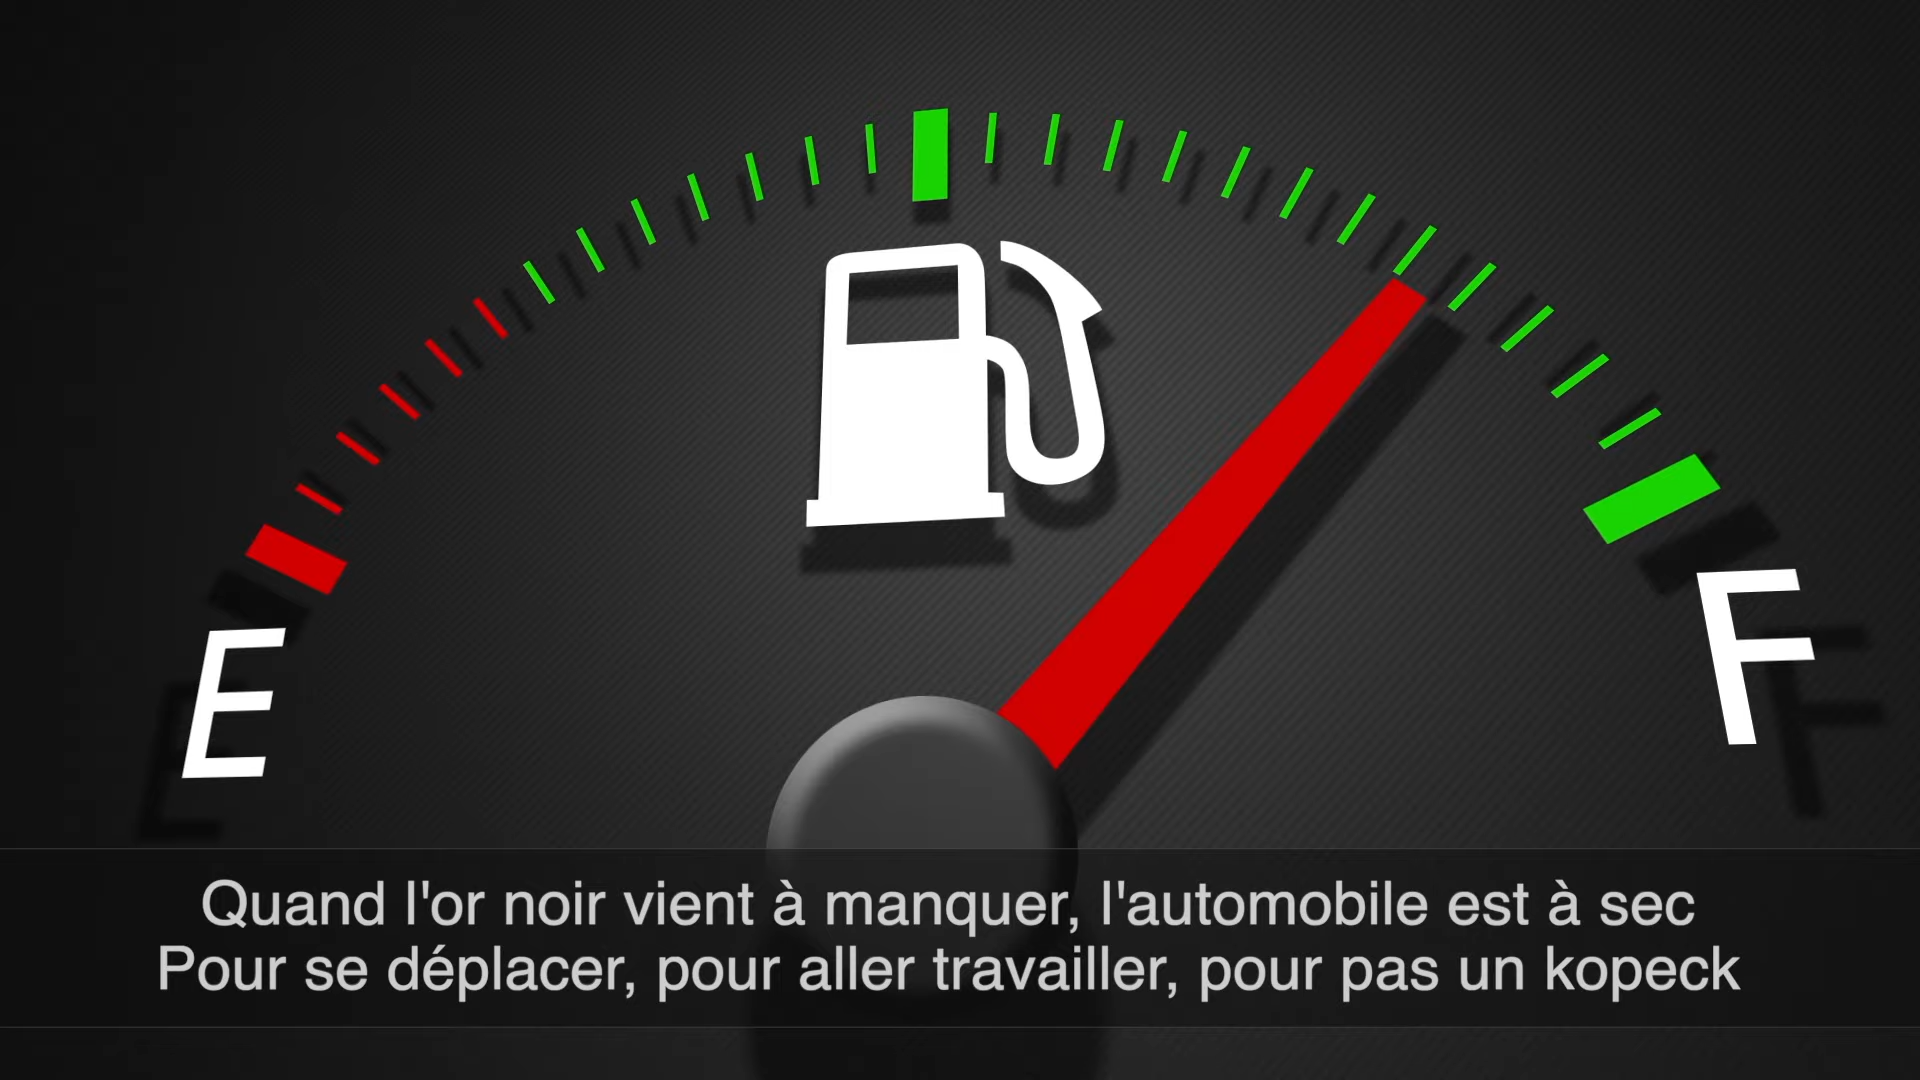 E
F
Quand l'or noir vient à manquer, l'automobile est à sec
Pour se déplacer, pour aller travailler, pour pas un kopeck